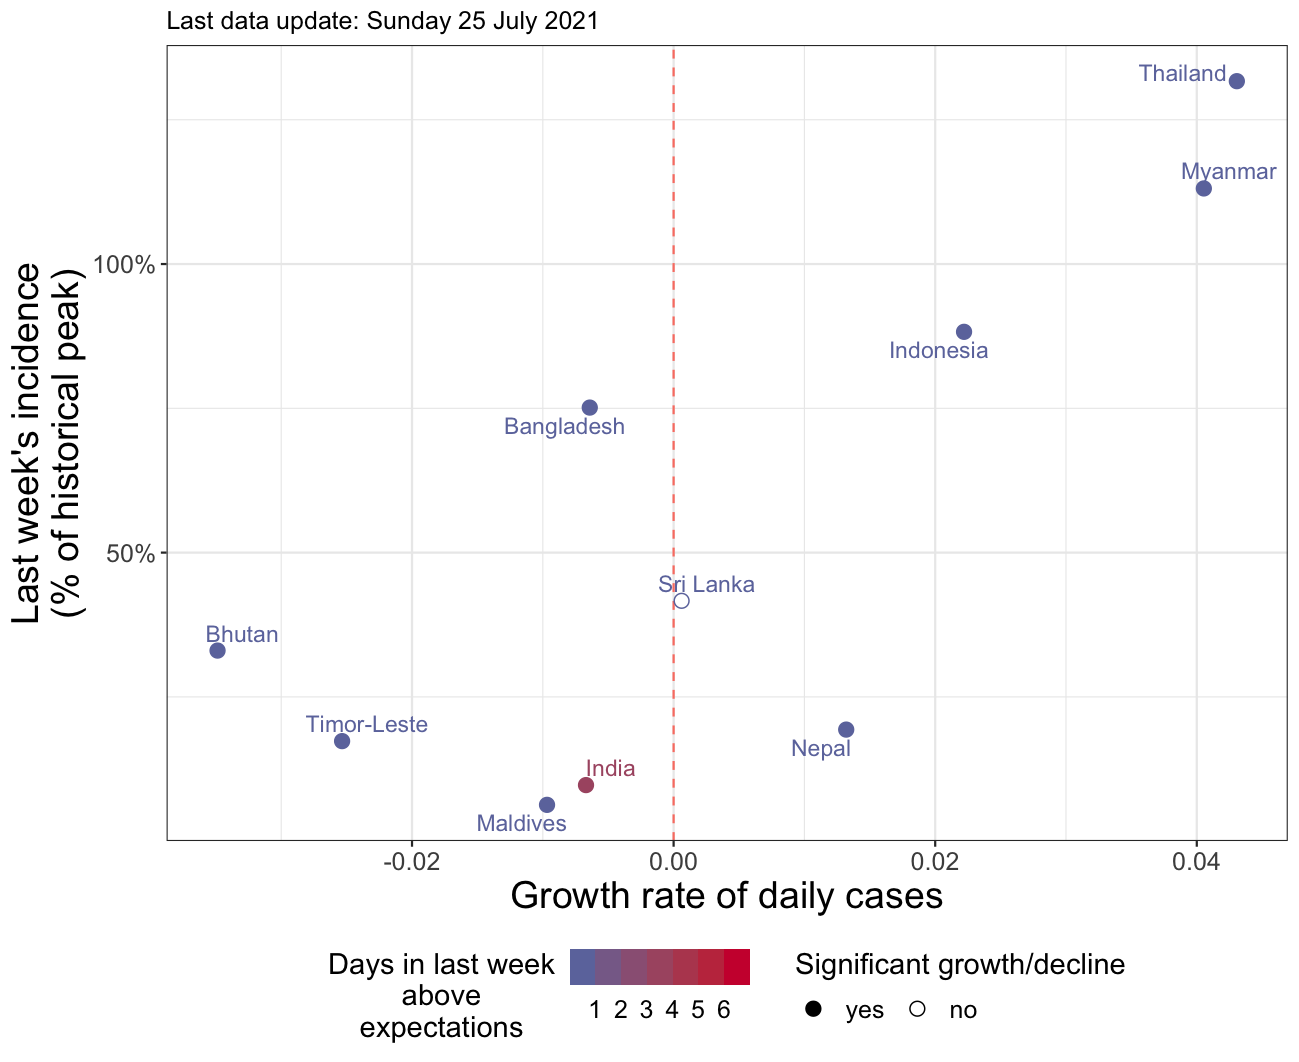 Last data update: Sunday 25 July 2021
Thailand
Myanmar
100%
Indonesia
Bangladesh
50%
Sri Lanka
Bhutan
Timor-Leste
Nepal
India
Maldives
Last week's incidence
(% of historical peak)
-0.02 0.00 0.02 0.04
Growth rate of daily cases
Days in last week
above
expectations
1 2 3 4 5 6
Significant growth/decline
yes no